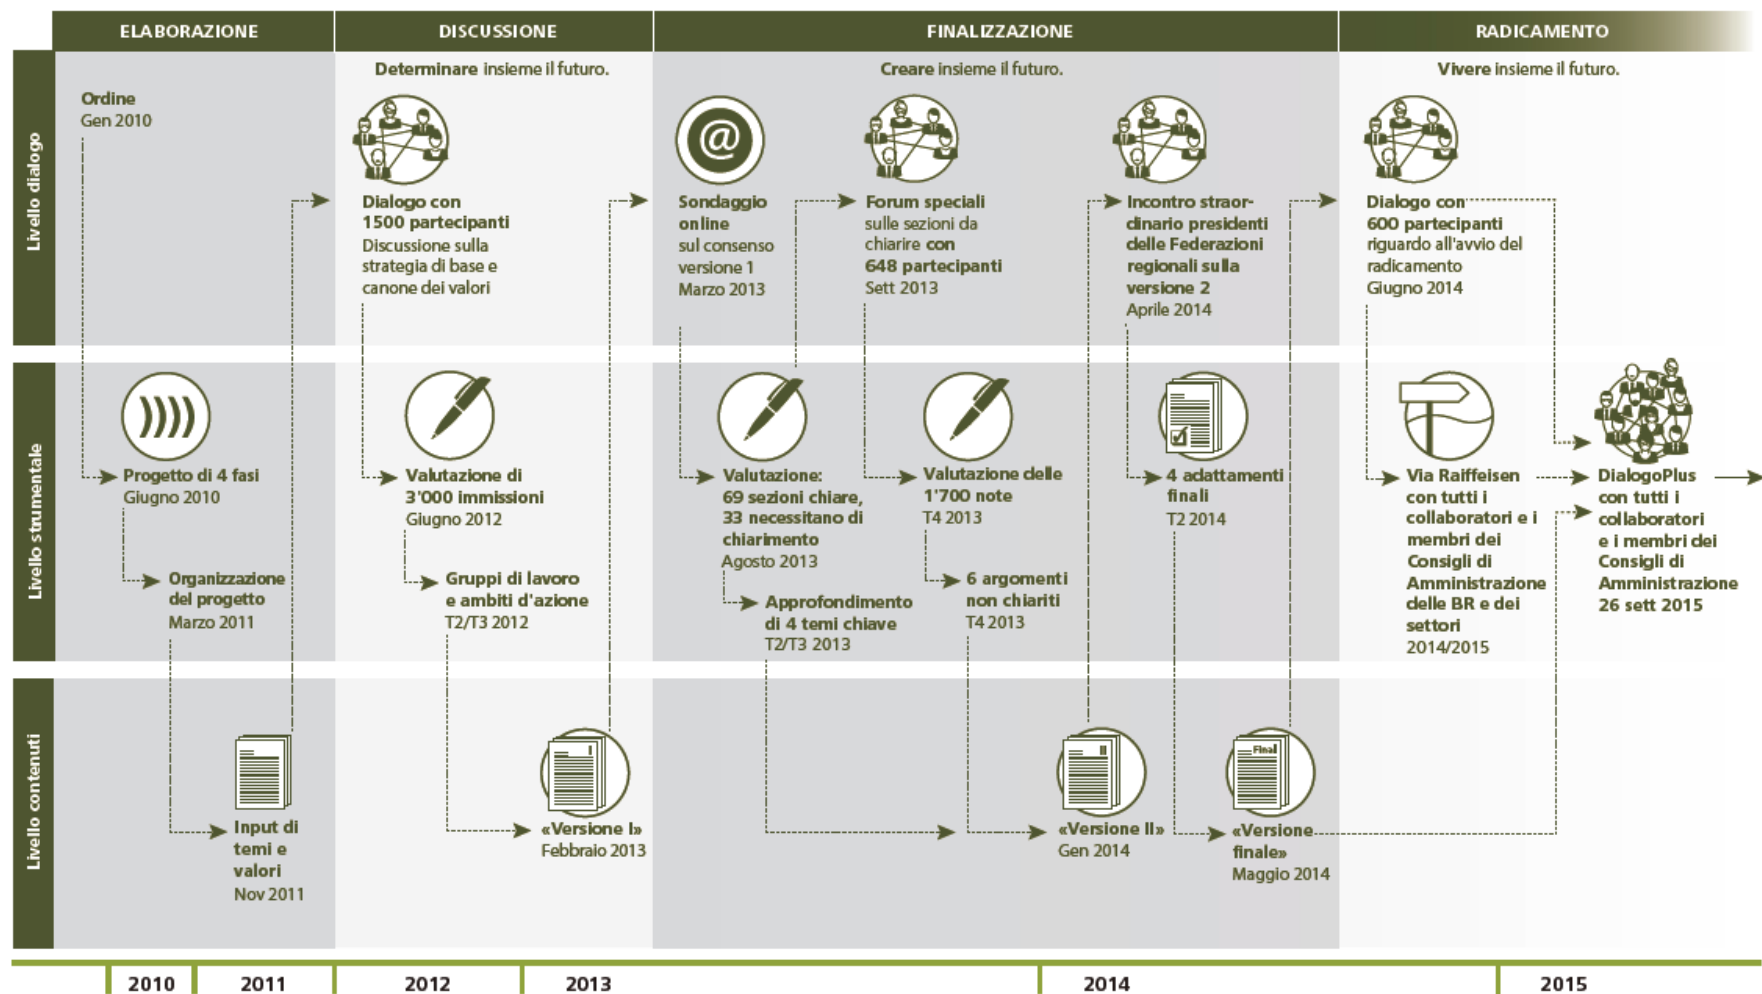 ELABORAZIONE
DISCUSSIONE
FINALIZZAZIONE
RADICAMENTO
Livello dialogo
Determinare insieme il futuro.
Creare insieme il futuro.
Vivere insieme il futuro.
Ordine
Gen 2010
Dialogo con
1500 partecipanti
Discussione sulla
strategia di base e
canone dei valori
@
Sondaggio
online
sul consenso
versione 1
Marzo 2013
Forum speciali
sulle sezioni da
chiarire con
648 partecipanti
Sett 2013
Incontro straor-
dinario presidenti
delle Federazioni
regionali sulla
versione 2
Aprile 2014
Dialogo con
600 partecipanti
riguardo all'avvio del
radicamento
Giugno 2014
Livello strumentale
Progetto di 4 fasi
Giugno 2010
Organizzazione
del progetto
Marzo 2011
Valutazione di
3'000 immissioni
Giugno 2012
Gruppi di lavoro
e ambiti d'azione
T2/T3 2012
Valutazione:
69 sezioni chiare,
33 necessitano di
chiarimento
Agosto 2013
Approfondimento
di 4 temi chiave
T2/T3 2013
Valutazione delle
1'700 note
T4 2013
6 argomenti
non chiariti
T4 2013
4 adattamenti
finali
T2 2014
Via Raiffeisen
con tutti i
collaboratori e i
membri dei
Consigli di
Amministrazione
delle BR e dei
settori
2014/2015
DialogoPlus
con tutti i
collaboratori
e i membri dei
Consigli di
Amministrazione
26 sett 2015
Livello contenuti
Input di
temi e
valori
Nov 2011
I
«Versione I»
Febbraio 2013
II
«Versione II»
Gen 2014
Final
«Versione
finale»
Maggio 2014
2010
2011
2012
2013
2014
2015